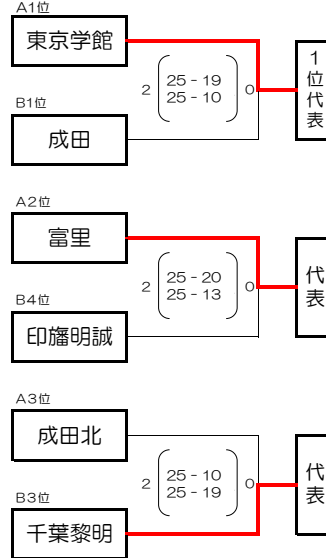 A1位
東京学館
2 25 - 19 0
25 - 10
1位代表
B1位
成田
A2位
富里
2 25 - 20 0
25 - 13
代表
B4位
印旛明誠
A3位
成田北
2 25 - 10 0
25 - 19
代表
B3位
千葉黎明